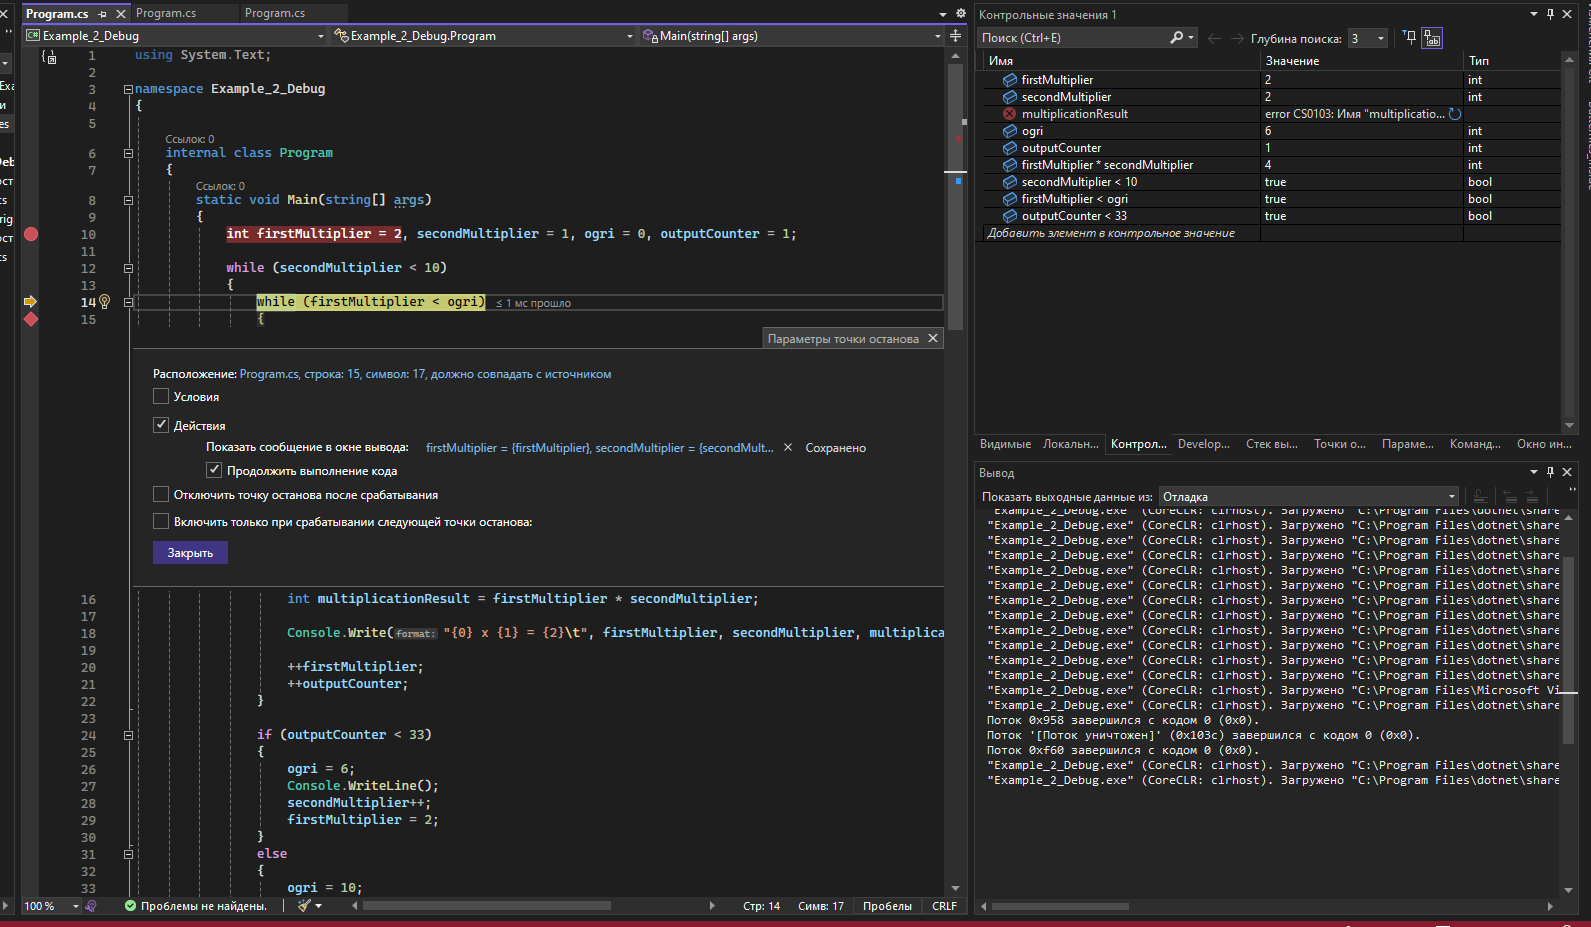 Program.cs
Program.cs
Program.cs
Example_2_Debug
Example_2_Debug.Program
Main(string[] args)
1 using System.Text;
2
3 namespace Example_2_Debug
4 {
5
Ссылок: 0
6 internal class Program
7 {
Ссылок: 0
8 static void Main(string[] args)
9 {
10 int firstMultiplier = 2, secondMultiplier = 1, ogri = 0, outputCounter = 1;
11
12 while (secondMultiplier < 10)
13 {
14 while (firstMultiplier < ogri) ≤ 1 мс прошло
15 {
Параметры точки останова
Расположение: Program.cs, строка: 15, символ: 17, должно совпадать с источником
Условия
Действия
Показать сообщение в окне вывода: firstMultiplier = {firstMultiplier}, secondMultiplier = {secondMult... Сохранено
Продолжить выполнение кода
Отключить точку останова после срабатывания
Включить только при срабатывании следующей точки останова:
Закрыть
16 int multiplicationResult = firstMultiplier * secondMultiplier;
17
18 Console.Write(format: "{0} x {1} = {2}\t", firstMultiplier, secondMultiplier, multiplica
19
20 ++firstMultiplier;
21 ++outputCounter;
22 }
23
24 if (outputCounter < 33)
25 {
26 ogri = 6;
27 Console.WriteLine();
28 secondMultiplier++;
29 firstMultiplier = 2;
30 }
31 else
32 {
33 ogri = 10;
100 % Проблемы не найдены. Стр: 14 Симв: 17 Пробелы CRLF
Контрольные значения 1
Поиск (Ctrl+E) Глубина поиска: 3
Имя Значение Тип
firstMultiplier 2 int
secondMultiplier 2 int
multiplicationResult error CS0103: Имя "multiplicatio...
ogri 6 int
outputCounter 1 int
firstMultiplier * secondMultiplier 4 int
secondMultiplier < 10 true bool
firstMultiplier < ogri true bool
outputCounter < 33 true bool
Добавить элемент в контрольное значение
Видимые Локальн... Контрол... Develop... Стек вы... Точки о... Параме... Команд... Окно ин...
Вывод
Показать выходные данные из: Отладка
"Example_2_Debug.exe" (CoreCLR: clrhost). Загружено "C:\Program Files\dotnet\share
"Example_2_Debug.exe" (CoreCLR: clrhost). Загружено "C:\Program Files\dotnet\share
"Example_2_Debug.exe" (CoreCLR: clrhost). Загружено "C:\Program Files\dotnet\share
"Example_2_Debug.exe" (CoreCLR: clrhost). Загружено "C:\Program Files\dotnet\share
"Example_2_Debug.exe" (CoreCLR: clrhost). Загружено "C:\Program Files\dotnet\share
"Example_2_Debug.exe" (CoreCLR: clrhost). Загружено "C:\Program Files\dotnet\share
"Example_2_Debug.exe" (CoreCLR: clrhost). Загружено "C:\Program Files\dotnet\share
"Example_2_Debug.exe" (CoreCLR: clrhost). Загружено "C:\Program Files\dotnet\share
"Example_2_Debug.exe" (CoreCLR: clrhost). Загружено "C:\Program Files\dotnet\share
"Example_2_Debug.exe" (CoreCLR: clrhost). Загружено "C:\Program Files\dotnet\share
"Example_2_Debug.exe" (CoreCLR: clrhost). Загружено "C:\Program Files\dotnet\share
"Example_2_Debug.exe" (CoreCLR: clrhost). Загружено "C:\Program Files\dotnet\share
"Example_2_Debug.exe" (CoreCLR: clrhost). Загружено "C:\Program Files\Microsoft Vi
"Example_2_Debug.exe" (CoreCLR: clrhost). Загружено "C:\Program Files\dotnet\share
Поток 0x958 завершился с кодом 0 (0x0).
Поток '[Поток уничтожен]' (0x103c) завершился с кодом 0 (0x0).
Поток 0xf60 завершился с кодом 0 (0x0).
"Example_2_Debug.exe" (CoreCLR: clrhost). Загружено "C:\Program Files\dotnet\share
"Example_2_Debug.exe" (CoreCLR: clrhost). Загружено "C:\Program Files\dotnet\share